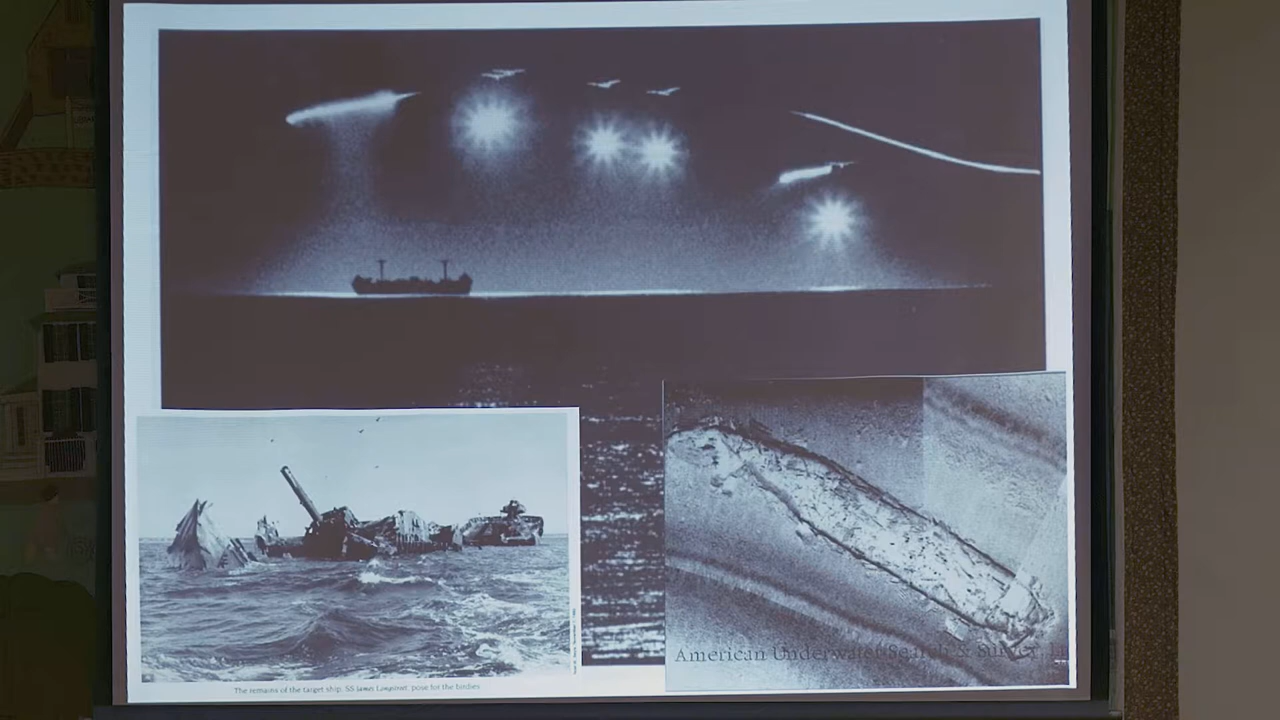 The remains of the target ship, SS James Longstreet, pose for the birdies
American Underwater Search & Survey,